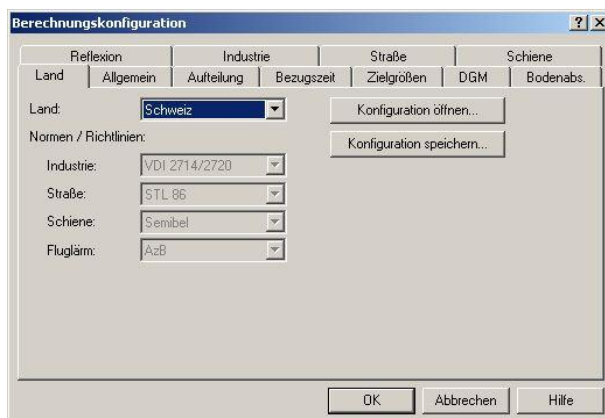 Berechnungskonfiguration
Reflexion Industrie Straße Schiene
Land Allgemein Aufteilung Bezugszeit Zielgrößen DGM Bodenabs.
Land: Schweiz Konfiguration öffnen...
Normen / Richtlinien: Konfiguration speichern...
Industrie: VDI 2714/2720
Straße: STL 86
Schiene: Semibel
Fluglärm: AzB
OK Abbrechen Hilfe